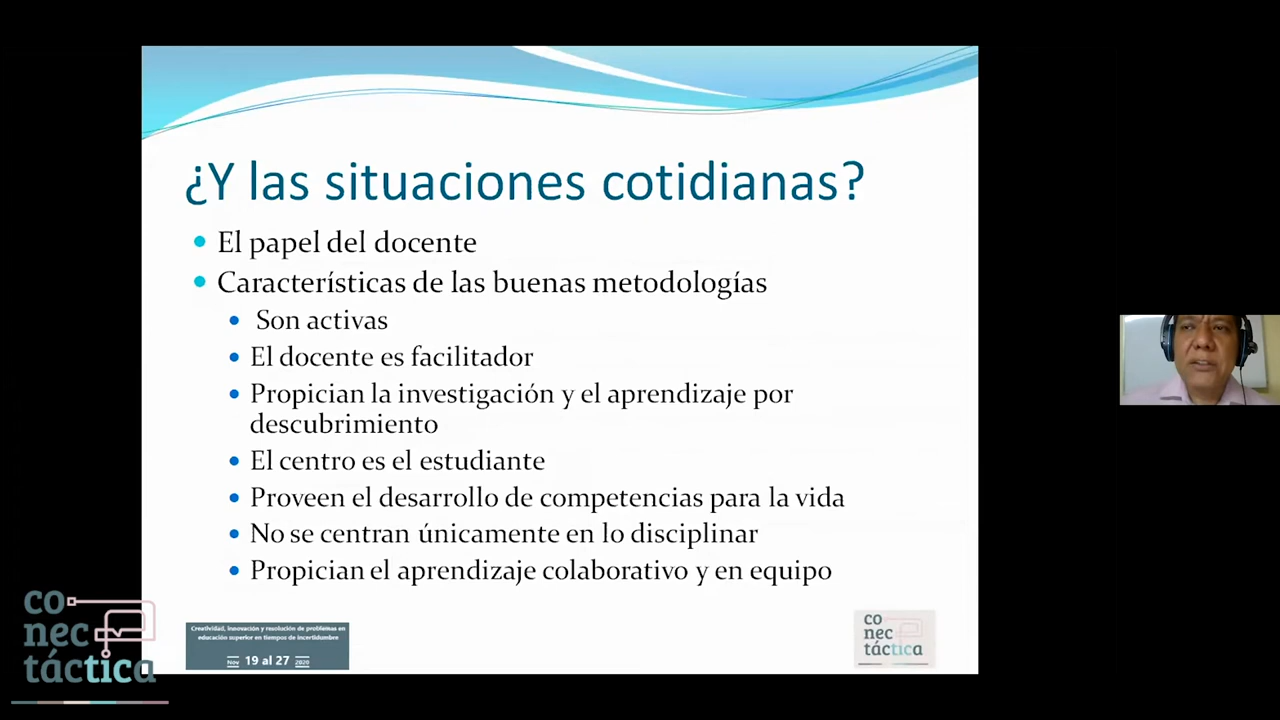 ¿Y las situaciones cotidianas?
El papel del docente
Características de las buenas metodologías
Son activas
El docente es facilitador
Propician la investigación y el aprendizaje por
descubrimiento
El centro es el estudiante
Proveen el desarrollo de competencias para la vida
No se centran únicamente en lo disciplinar
Propician el aprendizaje colaborativo y en equipo
co
nec
táctica
Creatividad, innovación y resolución de problemas en
educación superior en tiempos de incertidumbre
Nov 19 al 27 2020
co
nec
táctica